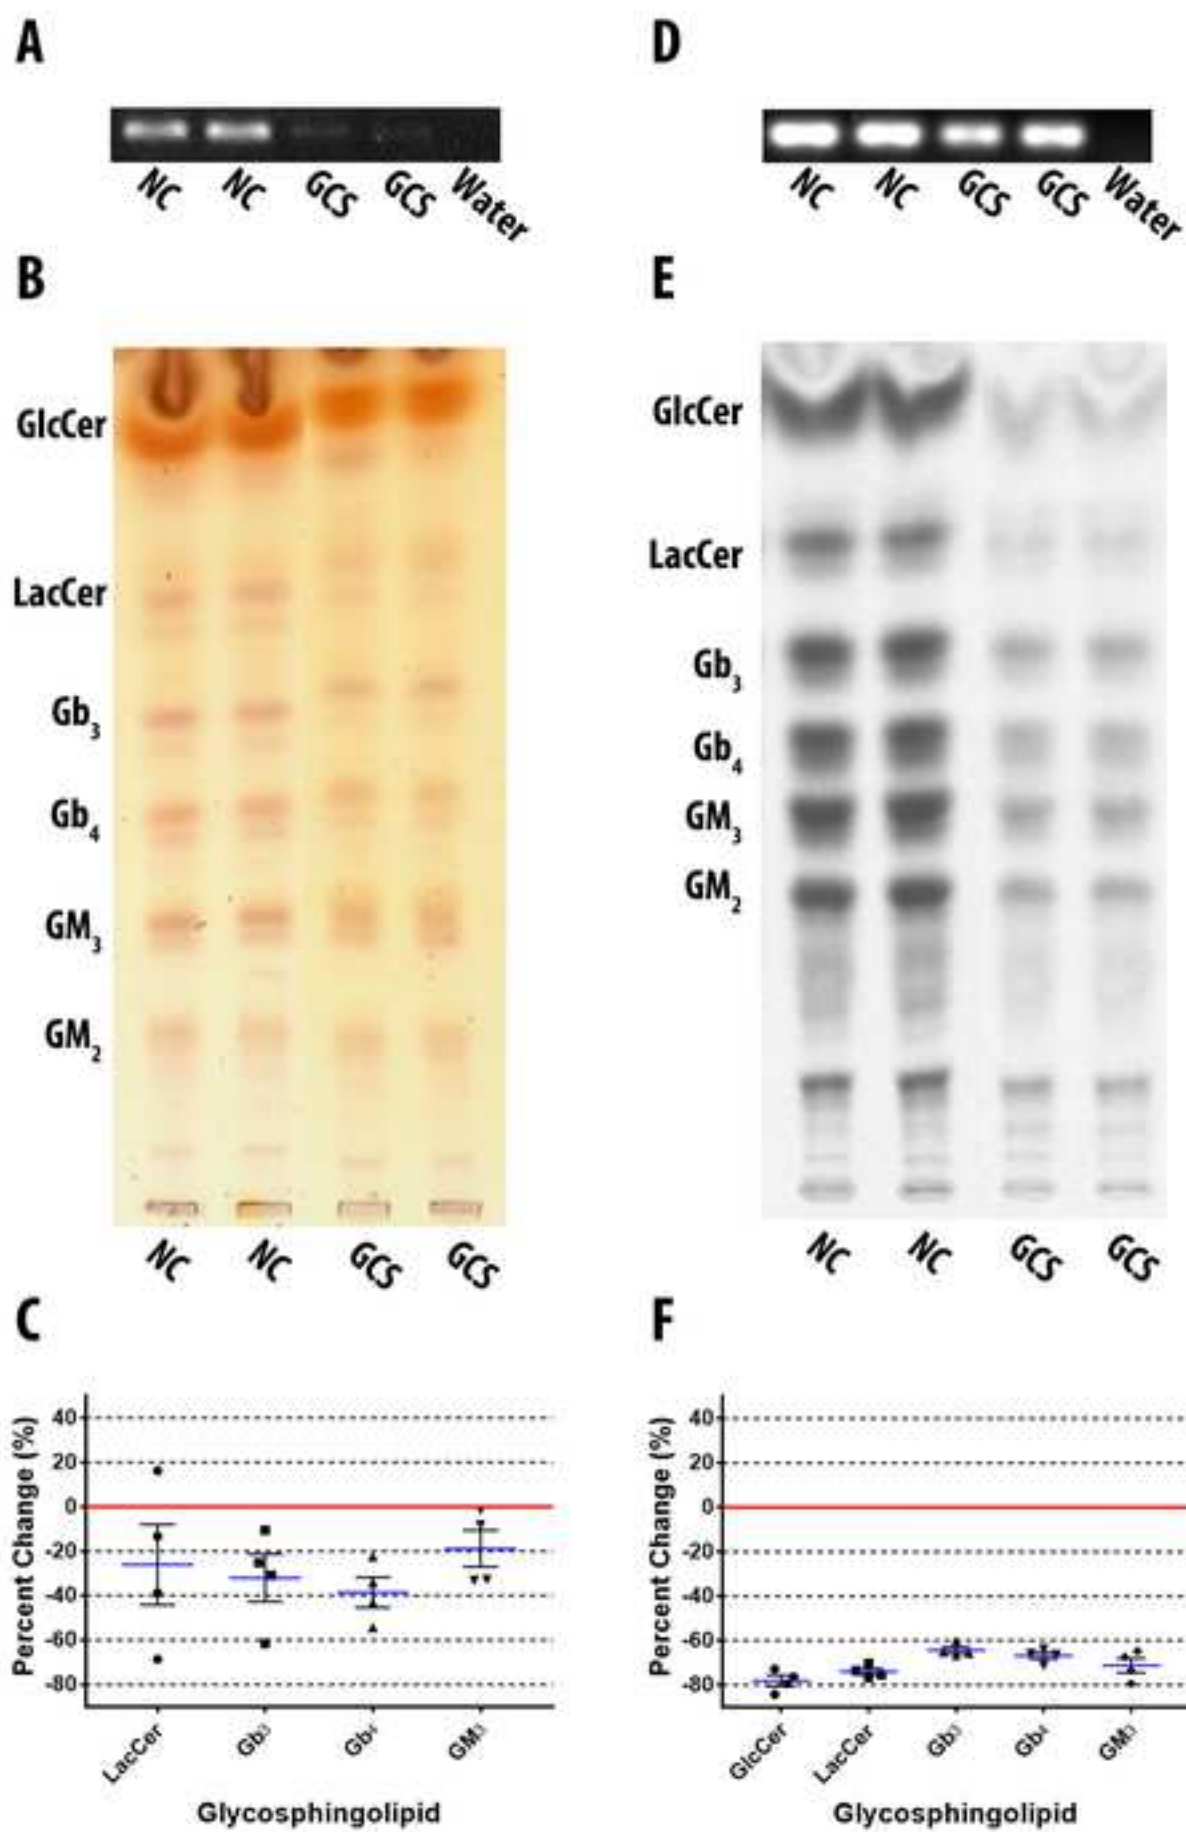 A
NC NC GCS GCS Water
B
GlcCer
LacCer
Gb3
Gb4
GM3
GM2
NC NC GCS GCS
C
Percent Change (%)
40
20
0
-20
-40
-60
-80
LacCer Gb3 Gb4 GM3
Glycosphingolipid
D
NC NC GCS GCS Water
E
GlcCer
LacCer
Gb3
Gb4
GM3
GM2
NC NC GCS GCS
F
Percent Change (%)
40
20
0
-20
-40
-60
-80
GlcCer LacCer Gb3 Gb4 GM3
Glycosphingolipid